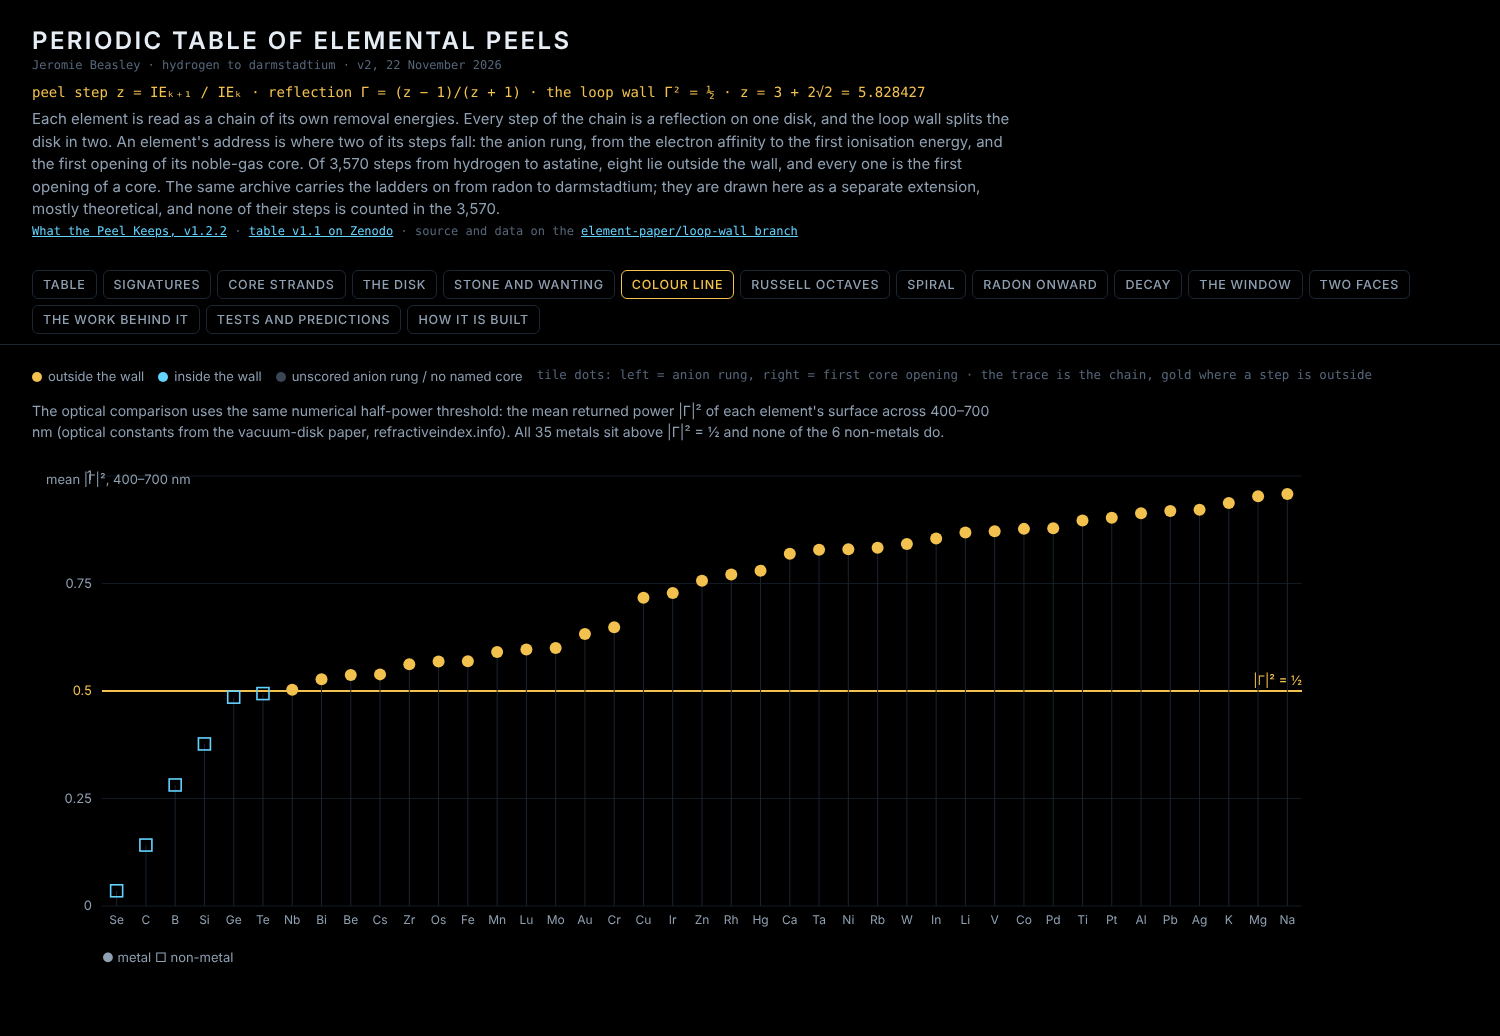 PERIODIC TABLE OF ELEMENTAL PEELS
Jeromie Beasley · hydrogen to darmstadtium · v2, 22 November 2026
peel step z = IEₖ₊₁ / IEₖ · reflection Γ = (z − 1)/(z + 1) · the loop wall Γ² = ½ · z = 3 + 2√2 = 5.828427
Each element is read as a chain of its own removal energies. Every step of the chain is a reflection on one disk, and the loop wall splits the
disk in two. An element's address is where two of its steps fall: the anion rung, from the electron affinity to the first ionisation energy, and
the first opening of its noble-gas core. Of 3,570 steps from hydrogen to astatine, eight lie outside the wall, and every one is the first
opening of a core. The same archive carries the ladders on from radon to darmstadtium; they are drawn here as a separate extension,
mostly theoretical, and none of their steps is counted in the 3,570.
What the Peel Keeps, v1.2.2 · table v1.1 on Zenodo · source and data on the element-paper/loop-wall branch
TABLE SIGNATURES CORE STRANDS THE DISK STONE AND WANTING COLOUR LINE RUSSELL OCTAVES SPIRAL RADON ONWARD DECAY THE WINDOW TWO FACES
THE WORK BEHIND IT TESTS AND PREDICTIONS HOW IT IS BUILT
outside the wall inside the wall unscored anion rung / no named core tile dots: left = anion rung, right = first core opening · the trace is the chain, gold where a step is outside
The optical comparison uses the same numerical half-power threshold: the mean returned power |Γ|² of each element's surface across 400–700
nm (optical constants from the vacuum-disk paper, refractiveindex.info). All 35 metals sit above |Γ|² = ½ and none of the 6 non-metals do.
mean |Γ|², 400–700 nm
1
0.75
0.5
|Γ|² = ½
0.25
0
Se C B Si Ge Te Nb Bi Be Cs Zr Os Fe Mn Lu Mo Au Cr Cu Ir Zn Rh Hg Ca Ta Ni Rb W In Li V Co Pd Ti Pt Al Pb Ag K Mg Na
metal non-metal